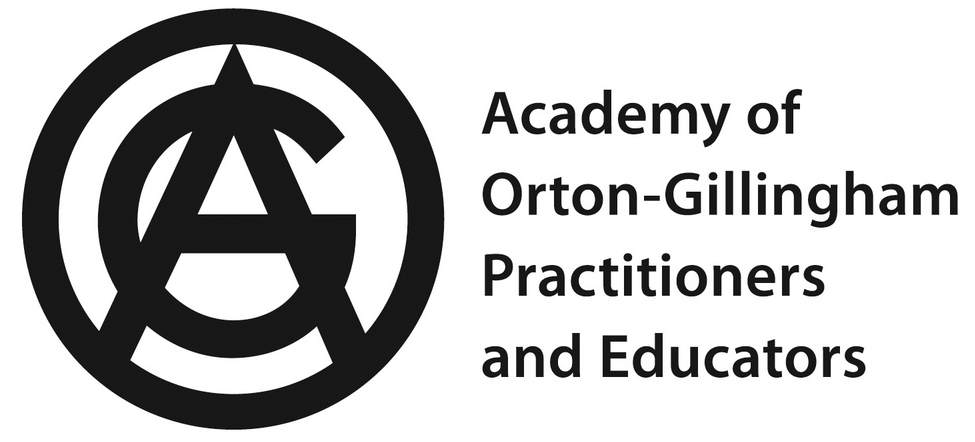 Academy of
Orton-Gillingham
Practitioners
and Educators